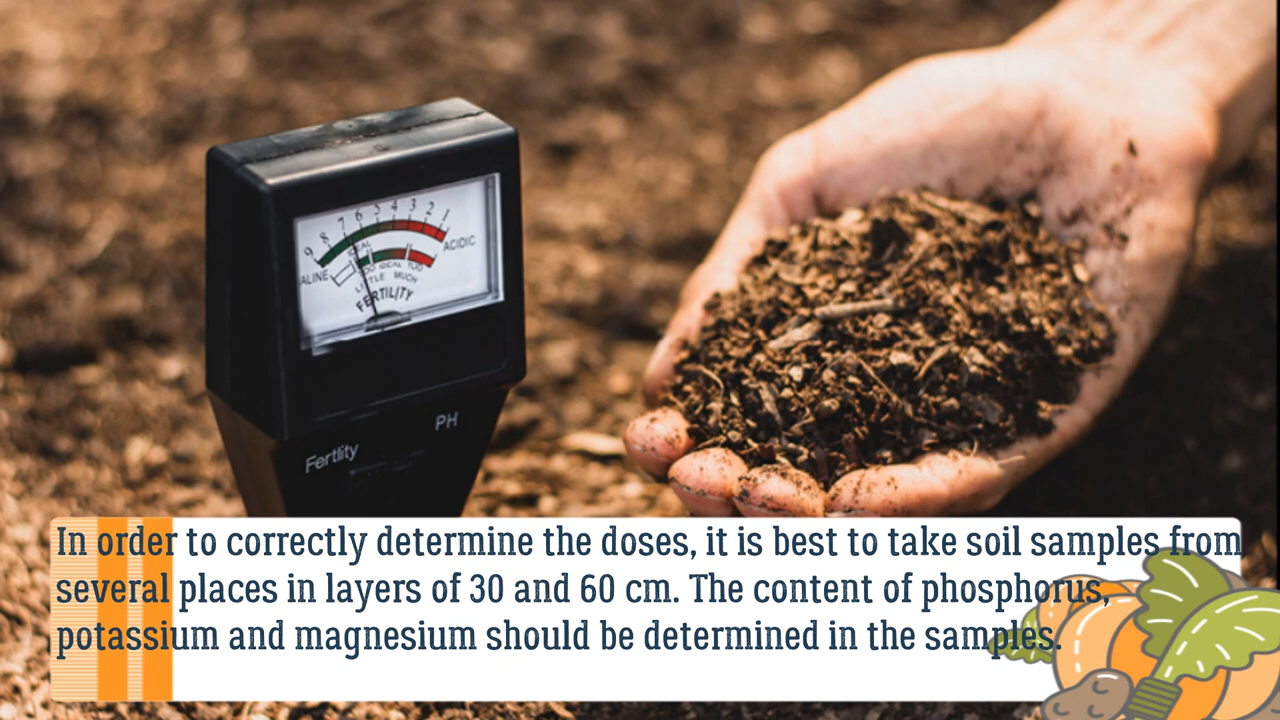 9 8 7 6 5 4 3 2 1
ACIDIC
ALINE
IDEAL TOO
LITTLE MUCH
FERTILITY
PH
Fertlity
In order to correctly determine the doses, it is best to take soil samples from
several places in layers of 30 and 60 cm. The content of phosphorus,
potassium and magnesium should be determined in the samples.